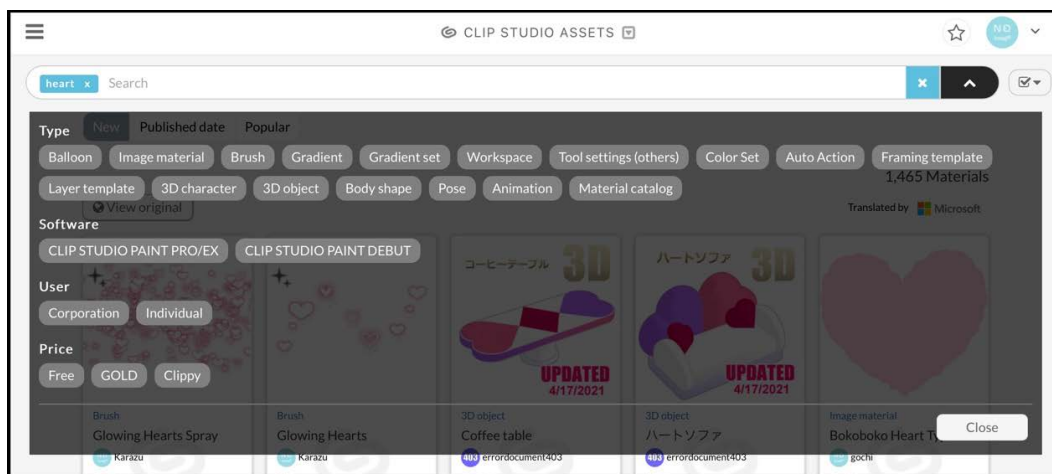 CLIP STUDIO ASSETS
NO
heart x Search
Type New Published date Popular
Balloon Image material Brush Gradient Gradient set Workspace Tool settings (others) Color Set Auto Action Framing template
1,465 Materials
Layer template 3D character 3D object Body shape Pose Animation Material catalog
View original
Translated by Microsoft
Software
CLIP STUDIO PAINT PRO/EX CLIP STUDIO PAINT DEBUT
コーヒーテーブル 3D
ハートソファ 3D
User
Corporation Individual
Price
Free GOLD Clippy
UPDATED
4/17/2021
UPDATED
4/17/2021
Brush Brush 3D object 3D object Image material
Glowing Hearts Spray Glowing Hearts Coffee table ハートソファ Bokoboko Heart
Close
Karazu Karazu 403 errordocument403 403 errordocument403 gochi